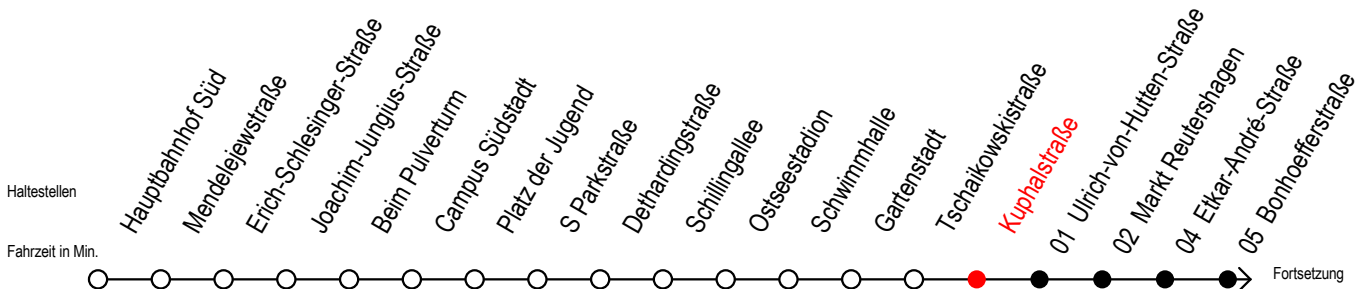 Haltestellen
Hauptbahnhof Süd
Mendelejewstraße
Erich-Schlesinger-Straße
Joachim-Jungius-Straße
Beim Pulverturm
Campus Südstadt
Platz der Jugend
S Parkstraße
Dethardingstraße
Schillingallee
Ostseestadion
Schwimmhalle
Gartenstadt
Tschaikowskistraße
Kuphalstraße
01 Ulrich-von-Hutten-Straße
02 Markt Reutershagen
04 Etkar-André-Straße
05 Bonhoefferstraße
Fahrzeit in Min.
Fortsetzung